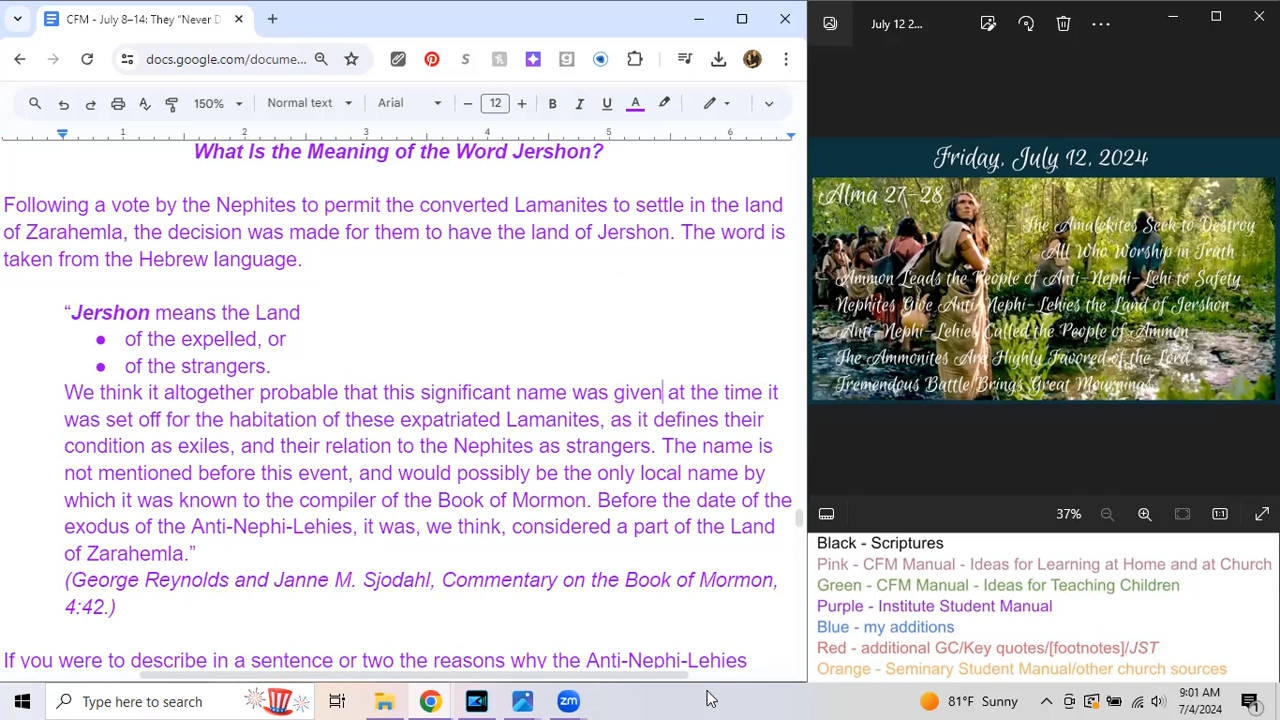 CFM - July 8–14: They “Never D
docs.google.com/docume...
150%
Normal text
Arial
12
B I U A
1 2 3 4 5 6
What Is the Meaning of the Word Jershon?
Following a vote by the Nephites to permit the converted Lamanites to settle in the land
of Zarahemla, the decision was made for them to have the land of Jershon. The word is
taken from the Hebrew language.
“Jershon means the Land
● of the expelled, or
● of the strangers.
We think it altogether probable that this significant name was given at the time it
was set off for the habitation of these expatriated Lamanites, as it defines their
condition as exiles, and their relation to the Nephites as strangers. The name is
not mentioned before this event, and would possibly be the only local name by
which it was known to the compiler of the Book of Mormon. Before the date of the
exodus of the Anti-Nephi-Lehies, it was, we think, considered a part of the Land
of Zarahemla.”
(George Reynolds and Janne M. Sjodahl, Commentary on the Book of Mormon,
4:42.)
If you were to describe in a sentence or two the reasons why the Anti-Nephi-Lehies
July 12 2...
Friday, July 12, 2024
Alma 27-28
- The Amalekites Seek to Destroy
All Who Worship in Truth
- Ammon Leads the People of Anti-Nephi-Lehi to Safety
- Nephites Give Anti-Nephi-Lehies the Land of Jershon
- Anti-Nephi-Lehies Called the People of Ammon
- The Ammonites Are Highly Favored of the Lord
- Tremendous Battle Brings Great Mournings
37%
Black - Scriptures
Pink - CFM Manual - Ideas for Learning at Home and at Church
Green - CFM Manual - Ideas for Teaching Children
Purple - Institute Student Manual
Blue - my additions
Red - additional GC/Key quotes/[footnotes]/JST
Orange - Seminary Student Manual/other church sources
Type here to search
zm
81°F Sunny
9:01 AM
7/4/2024
1